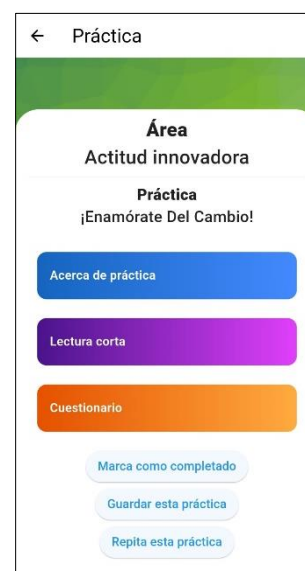 Práctica
Área
Actitud innovadora
Práctica
¡Enamórate Del Cambio!
Acerca de práctica
Lectura corta
Cuestionario
Marca como completado
Guardar esta práctica
Repita esta práctica